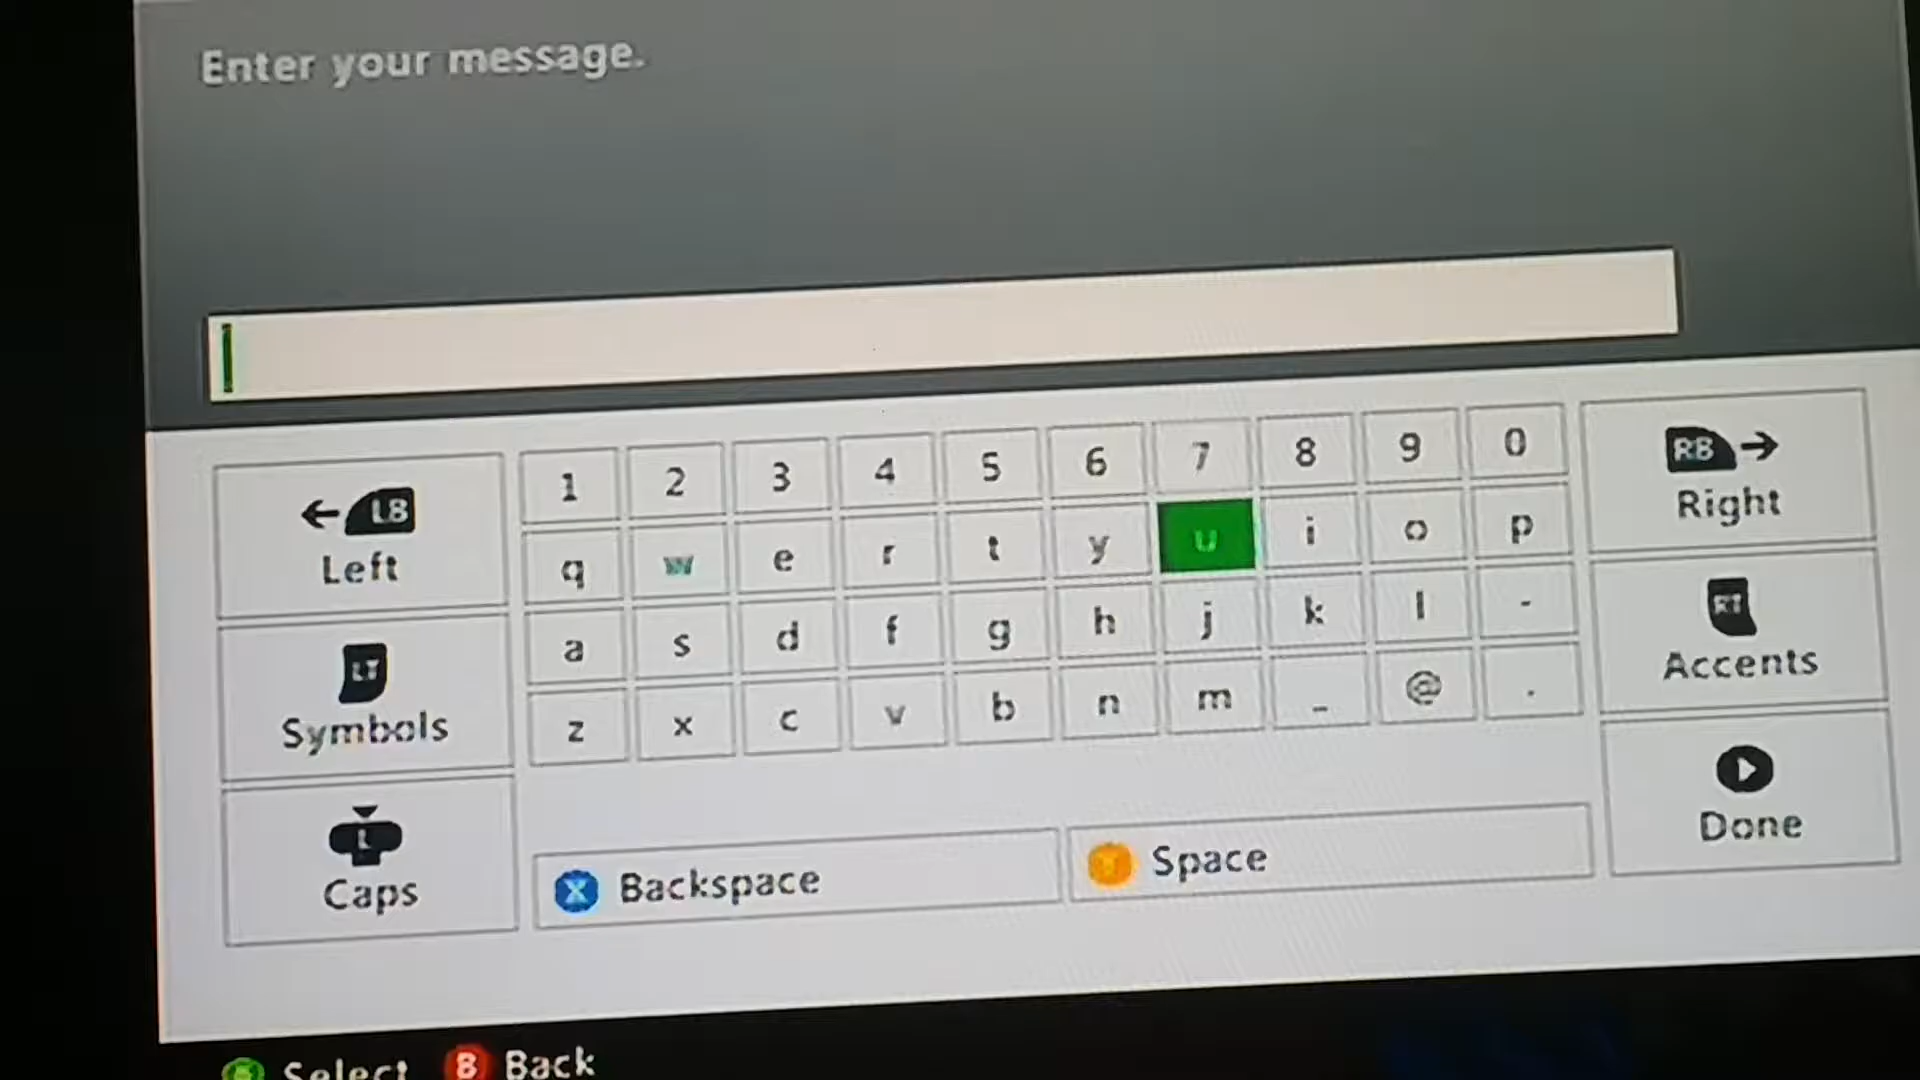 Enter your message.
1 2 3 4 5 6 7 8 9 0
q w e r t y u i o p
a s d f g h j k l -
z x c v b n m _ @ .
LB
Left
LT
Symbols
L
Caps
X Backspace
Y Space
RB
Right
RT
Accents
Done
A Select B Back